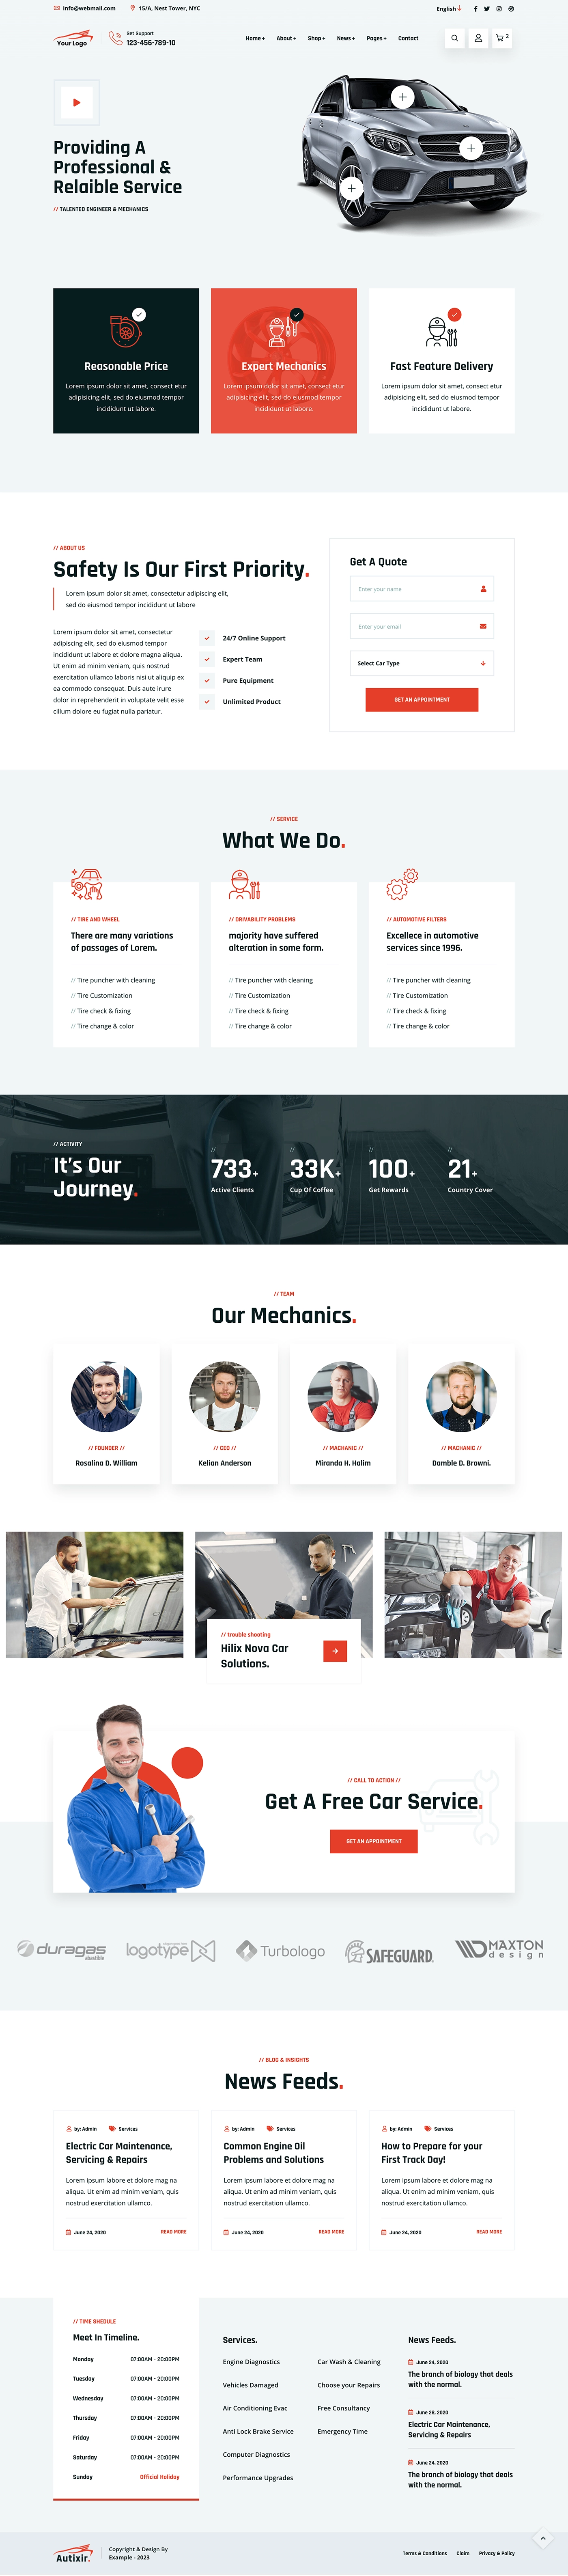 info@webmail.com 15/A, Nest Tower, NYC English
Your Logo
Get Support
123-456-789-10
Home + About + Shop + News + Pages + Contact
2
Providing A
Professional &
Relaible Service
// TALENTED ENGINEER & MECHANICS
Reasonable Price
Lorem ipsum dolor sit amet, consect etur
adipisicing elit, sed do eiusmod tempor
incididunt ut labore.
Expert Mechanics
Lorem ipsum dolor sit amet, consect etur
adipisicing elit, sed do eiusmod tempor
incididunt ut labore.
Fast Feature Delivery
Lorem ipsum dolor sit amet, consect etur
adipisicing elit, sed do eiusmod tempor
incididunt ut labore.
// ABOUT US
Safety Is Our First Priority.
Lorem ipsum dolor sit amet, consectetur adipisicing elit,
sed do eiusmod tempor incididunt ut labore
Lorem ipsum dolor sit amet, consectetur
adipisicing elit, sed do eiusmod tempor
incididunt ut labore et dolore magna aliqua.
Ut enim ad minim veniam, quis nostrud
exercitation ullamco laboris nisi ut aliquip ex
ea commodo consequat. Duis aute irure
dolor in reprehenderit in voluptate velit esse
cillum dolore eu fugiat nulla pariatur.
24/7 Online Support
Expert Team
Pure Equipment
Unlimited Product
Get A Quote
Enter your name
Enter your email
Select Car Type
GET AN APPOINTMENT
// SERVICE
What We Do.
// TIRE AND WHEEL
There are many variations
of passages of Lorem.
// Tire puncher with cleaning
// Tire Customization
// Tire check & fixing
// Tire change & color
// DRIVABILITY PROBLEMS
majority have suffered
alteration in some form.
// Tire puncher with cleaning
// Tire Customization
// Tire check & fixing
// Tire change & color
// AUTOMOTIVE FILTERS
Excellece in automotive
services since 1996.
// Tire puncher with cleaning
// Tire Customization
// Tire check & fixing
// Tire change & color
// ACTIVITY
It's Our
Journey.
//
733+
Active Clients
//
33K+
Cup Of Coffee
//
100+
Get Rewards
//
21+
Country Cover
// TEAM
Our Mechanics.
// FOUNDER //
Rosalina D. William
// CEO //
Kelian Anderson
// MACHANIC //
Miranda H. Halim
// MACHANIC //
Damble D. Browni.
// trouble shooting
Hilix Nova Car
Solutions.
// CALL TO ACTION //
Get A Free Car Service.
GET AN APPOINTMENT
duragas
logotype
Turbologo
SAFEGUARD.
MAXTON
design
// BLOG & INSIGHTS
News Feeds.
by: Admin Services
Electric Car Maintenance,
Servicing & Repairs
Lorem ipsum labore et dolore mag na
aliqua. Ut enim ad minim veniam, quis
nostrud exercitation ullamco.
June 24, 2020 READ MORE
by: Admin Services
Common Engine Oil
Problems and Solutions
Lorem ipsum labore et dolore mag na
aliqua. Ut enim ad minim veniam, quis
nostrud exercitation ullamco.
June 24, 2020 READ MORE
by: Admin Services
How to Prepare for your
First Track Day!
Lorem ipsum labore et dolore mag na
aliqua. Ut enim ad minim veniam, quis
nostrud exercitation ullamco.
June 24, 2020 READ MORE
// TIME SHEDULE
Meet In Timeline.
Monday 07:00AM - 20:00PM
Tuesday 07:00AM - 20:00PM
Wednesday 07:00AM - 20:00PM
Thursday 07:00AM - 20:00PM
Friday 07:00AM - 20:00PM
Saturday 07:00AM - 20:00PM
Sunday Official Holiday
Services.
Engine Diagnostics
Vehicles Damaged
Air Conditioning Evac
Anti Lock Brake Service
Computer Diagnostics
Performance Upgrades
Car Wash & Cleaning
Choose your Repairs
Free Consultancy
Emergency Time
News Feeds.
June 24, 2020
The branch of biology that deals
with the normal.
June 28, 2020
Electric Car Maintenance,
Servicing & Repairs
June 24, 2020
The branch of biology that deals
with the normal.
Autixir.
Copyright & Design By
Example - 2023
Terms & Conditions Claim Privacy & Policy